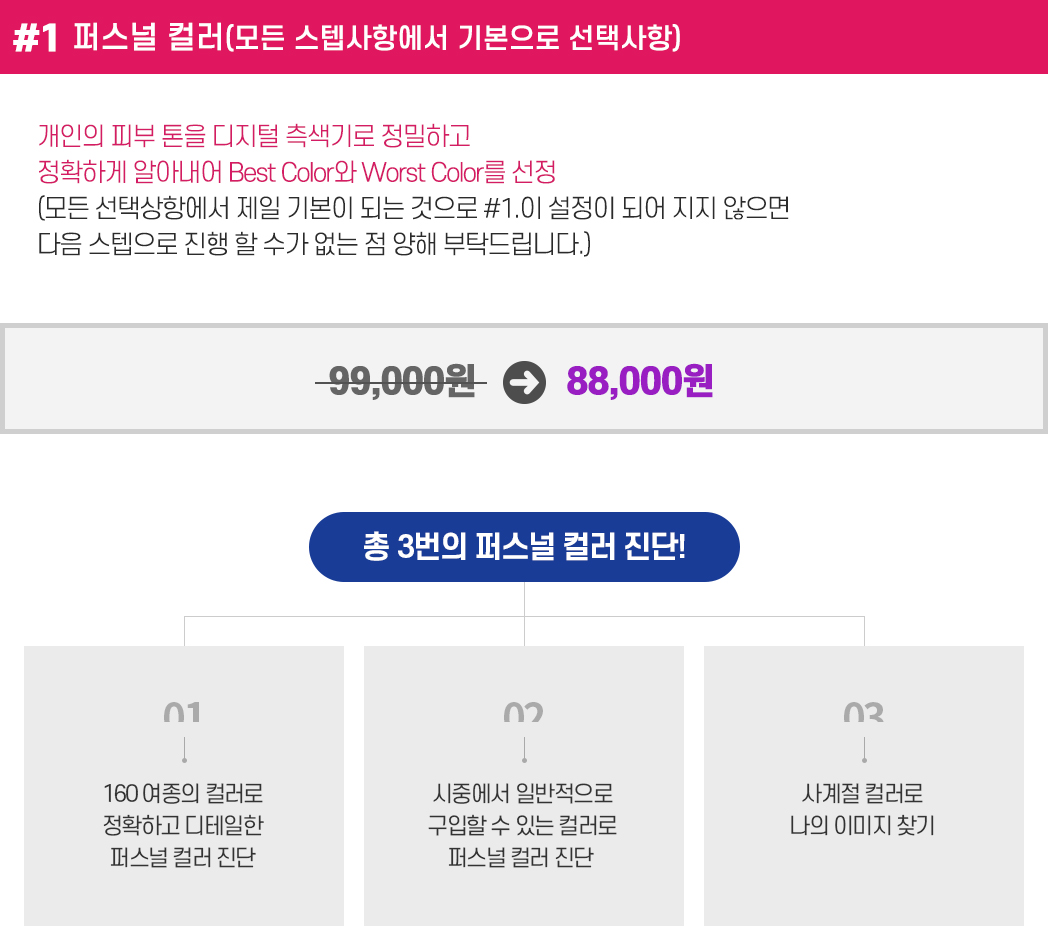 #1 퍼스널 컬러(모든 스텝사항에서 기본으로 선택사항)
개인의 피부 톤을 디지털 측색기로 정밀하고
정확하게 알아내어 Best Color와 Worst Color를 선정
(모든 선택상항에서 제일 기본이 되는 것으로 #1.이 설정이 되어 지지 않으면
다음 스텝으로 진행 할 수가 없는 점 양해 부탁드립니다.)
99,000원 88,000원
총 3번의 퍼스널 컬러 진단!
01
160 여종의 컬러로
정확하고 디테일한
퍼스널 컬러 진단
02
시중에서 일반적으로
구입할 수 있는 컬러로
퍼스널 컬러 진단
03
사계절 컬러로
나의 이미지 찾기